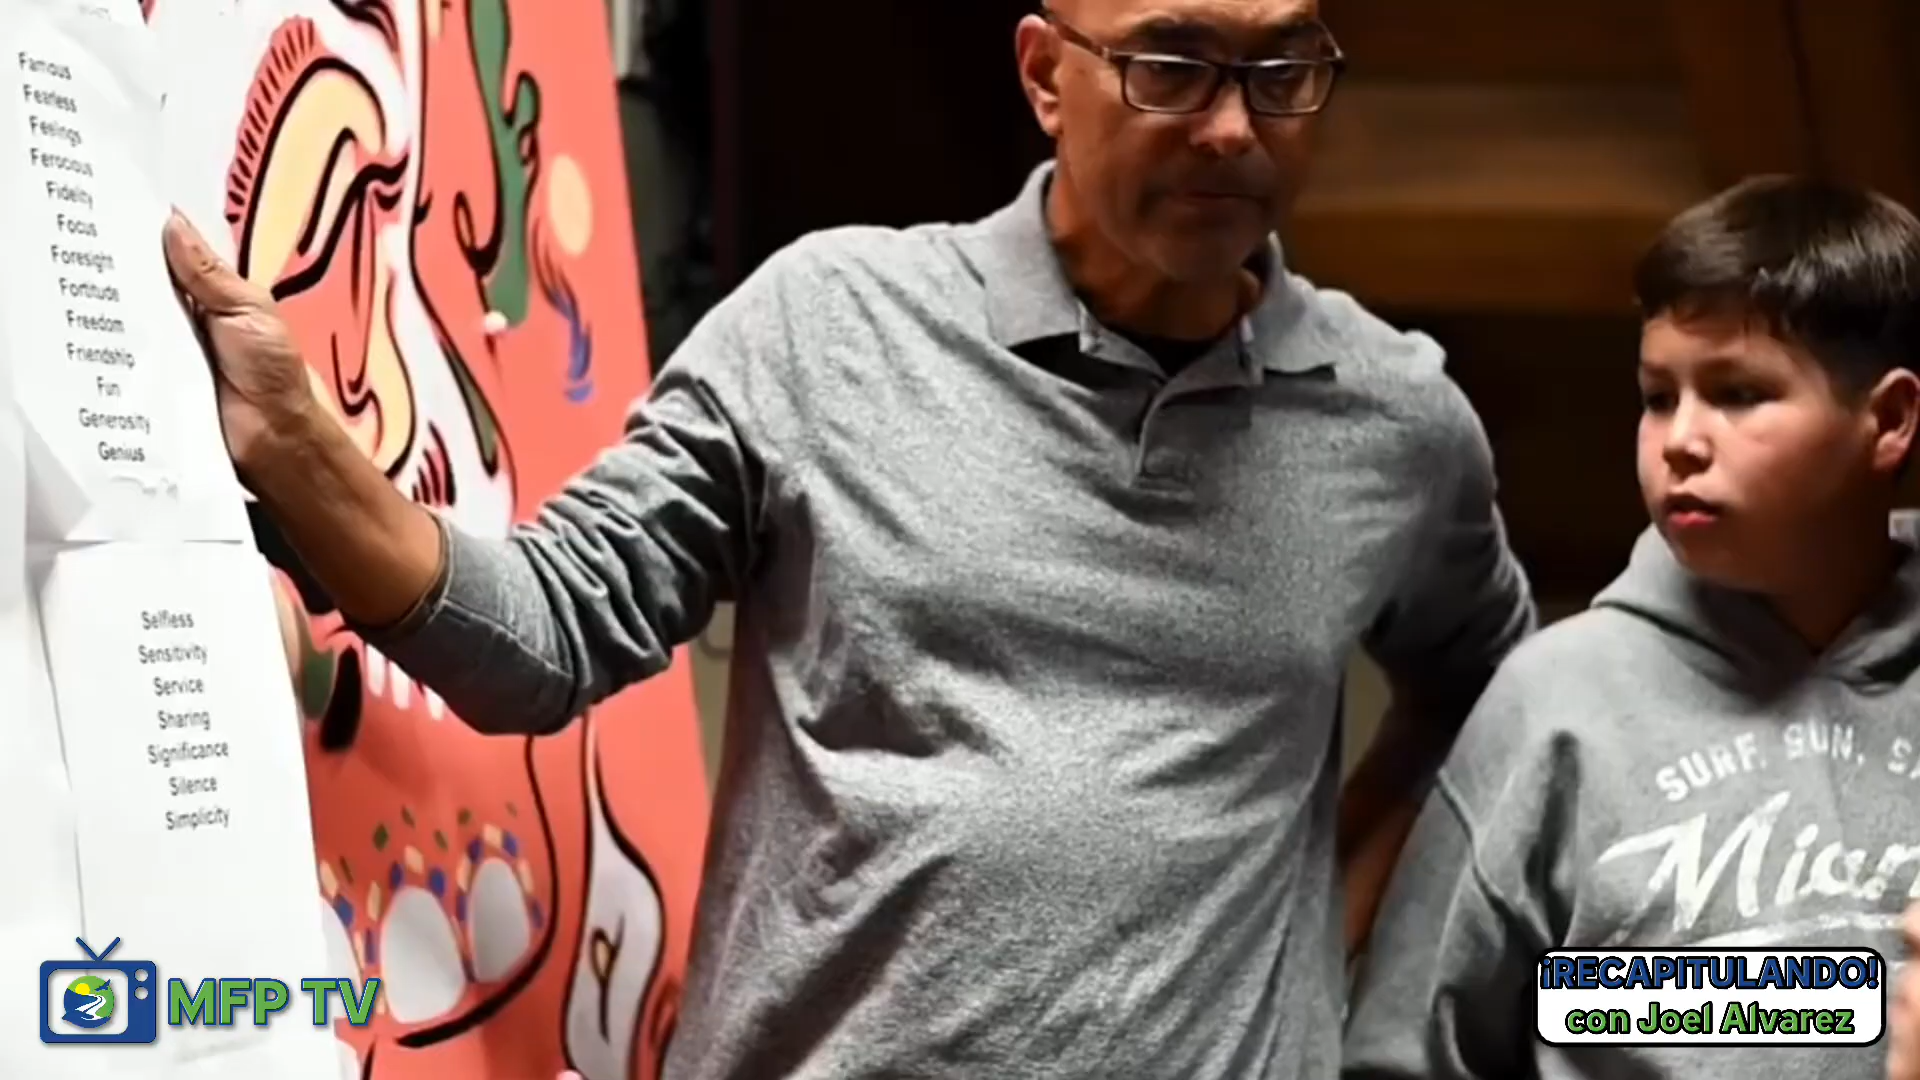 Famous
Fearless
Feelings
Ferocious
Fidelity
Focus
Foresight
Fortitude
Freedom
Friendship
Fun
Generosity
Genius
Selfless
Sensitivity
Service
Sharing
Significance
Silence
Simplicity
SURF, SUN,
MFP TV
¡RECAPITULANDO!
con Joel Alvarez